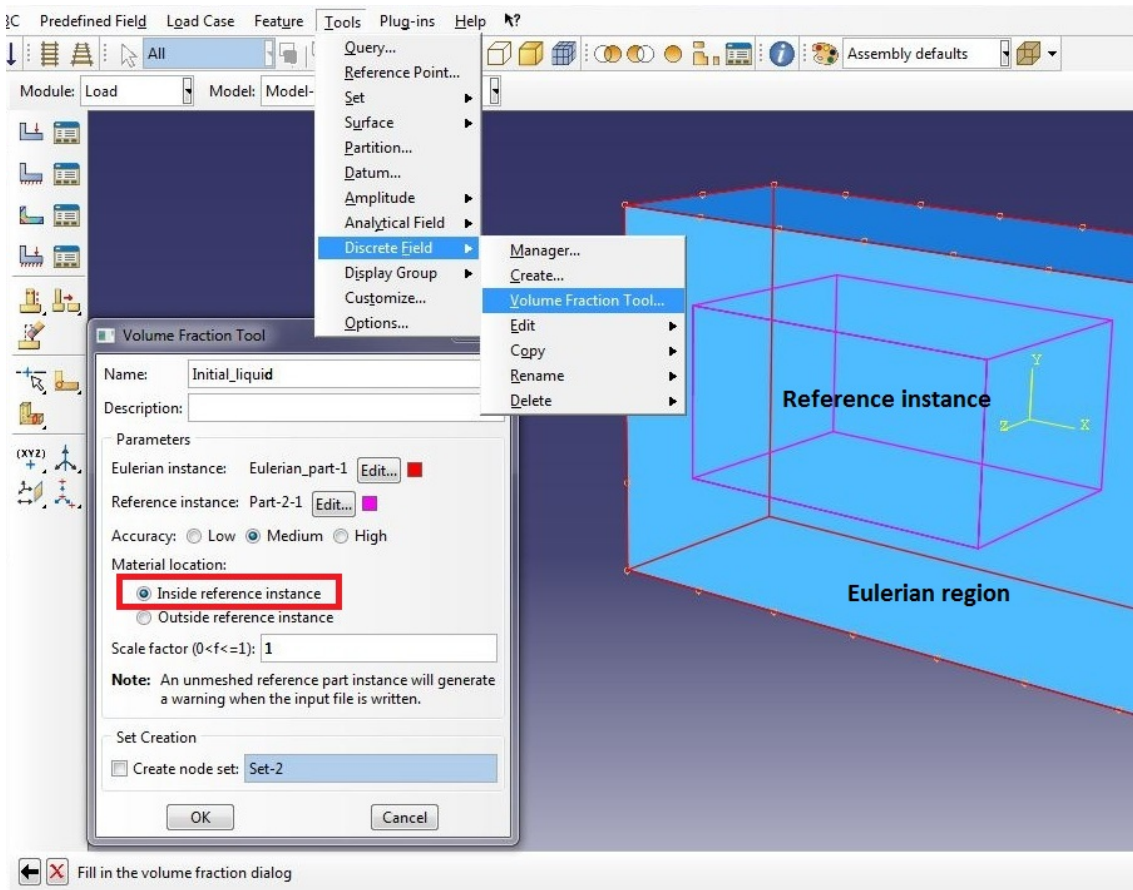 Predefined Field Load Case Feature Tools Plug-ins Help
All
Assembly defaults
Module: Load Model: Model-
Query...
Reference Point...
Set
Surface
Partition...
Datum...
Amplitude
Analytical Field
Discrete Field
Display Group
Customize...
Options...
Manager...
Create...
Volume Fraction Tool...
Edit
Copy
Rename
Delete
(XYZ)
Volume Fraction Tool
Name: Initial_liquid
Description:
Parameters
Eulerian instance: Eulerian_part-1 Edit...
Reference instance: Part-2-1 Edit...
Accuracy: Low Medium High
Material location:
Inside reference instance
Outside reference instance
Scale factor (0<f<=1): 1
Note: An unmeshed reference part instance will generate
a warning when the input file is written.
Set Creation
Create node set: Set-2
OK Cancel
Reference instance
Y
Z X
Eulerian region
Fill in the volume fraction dialog